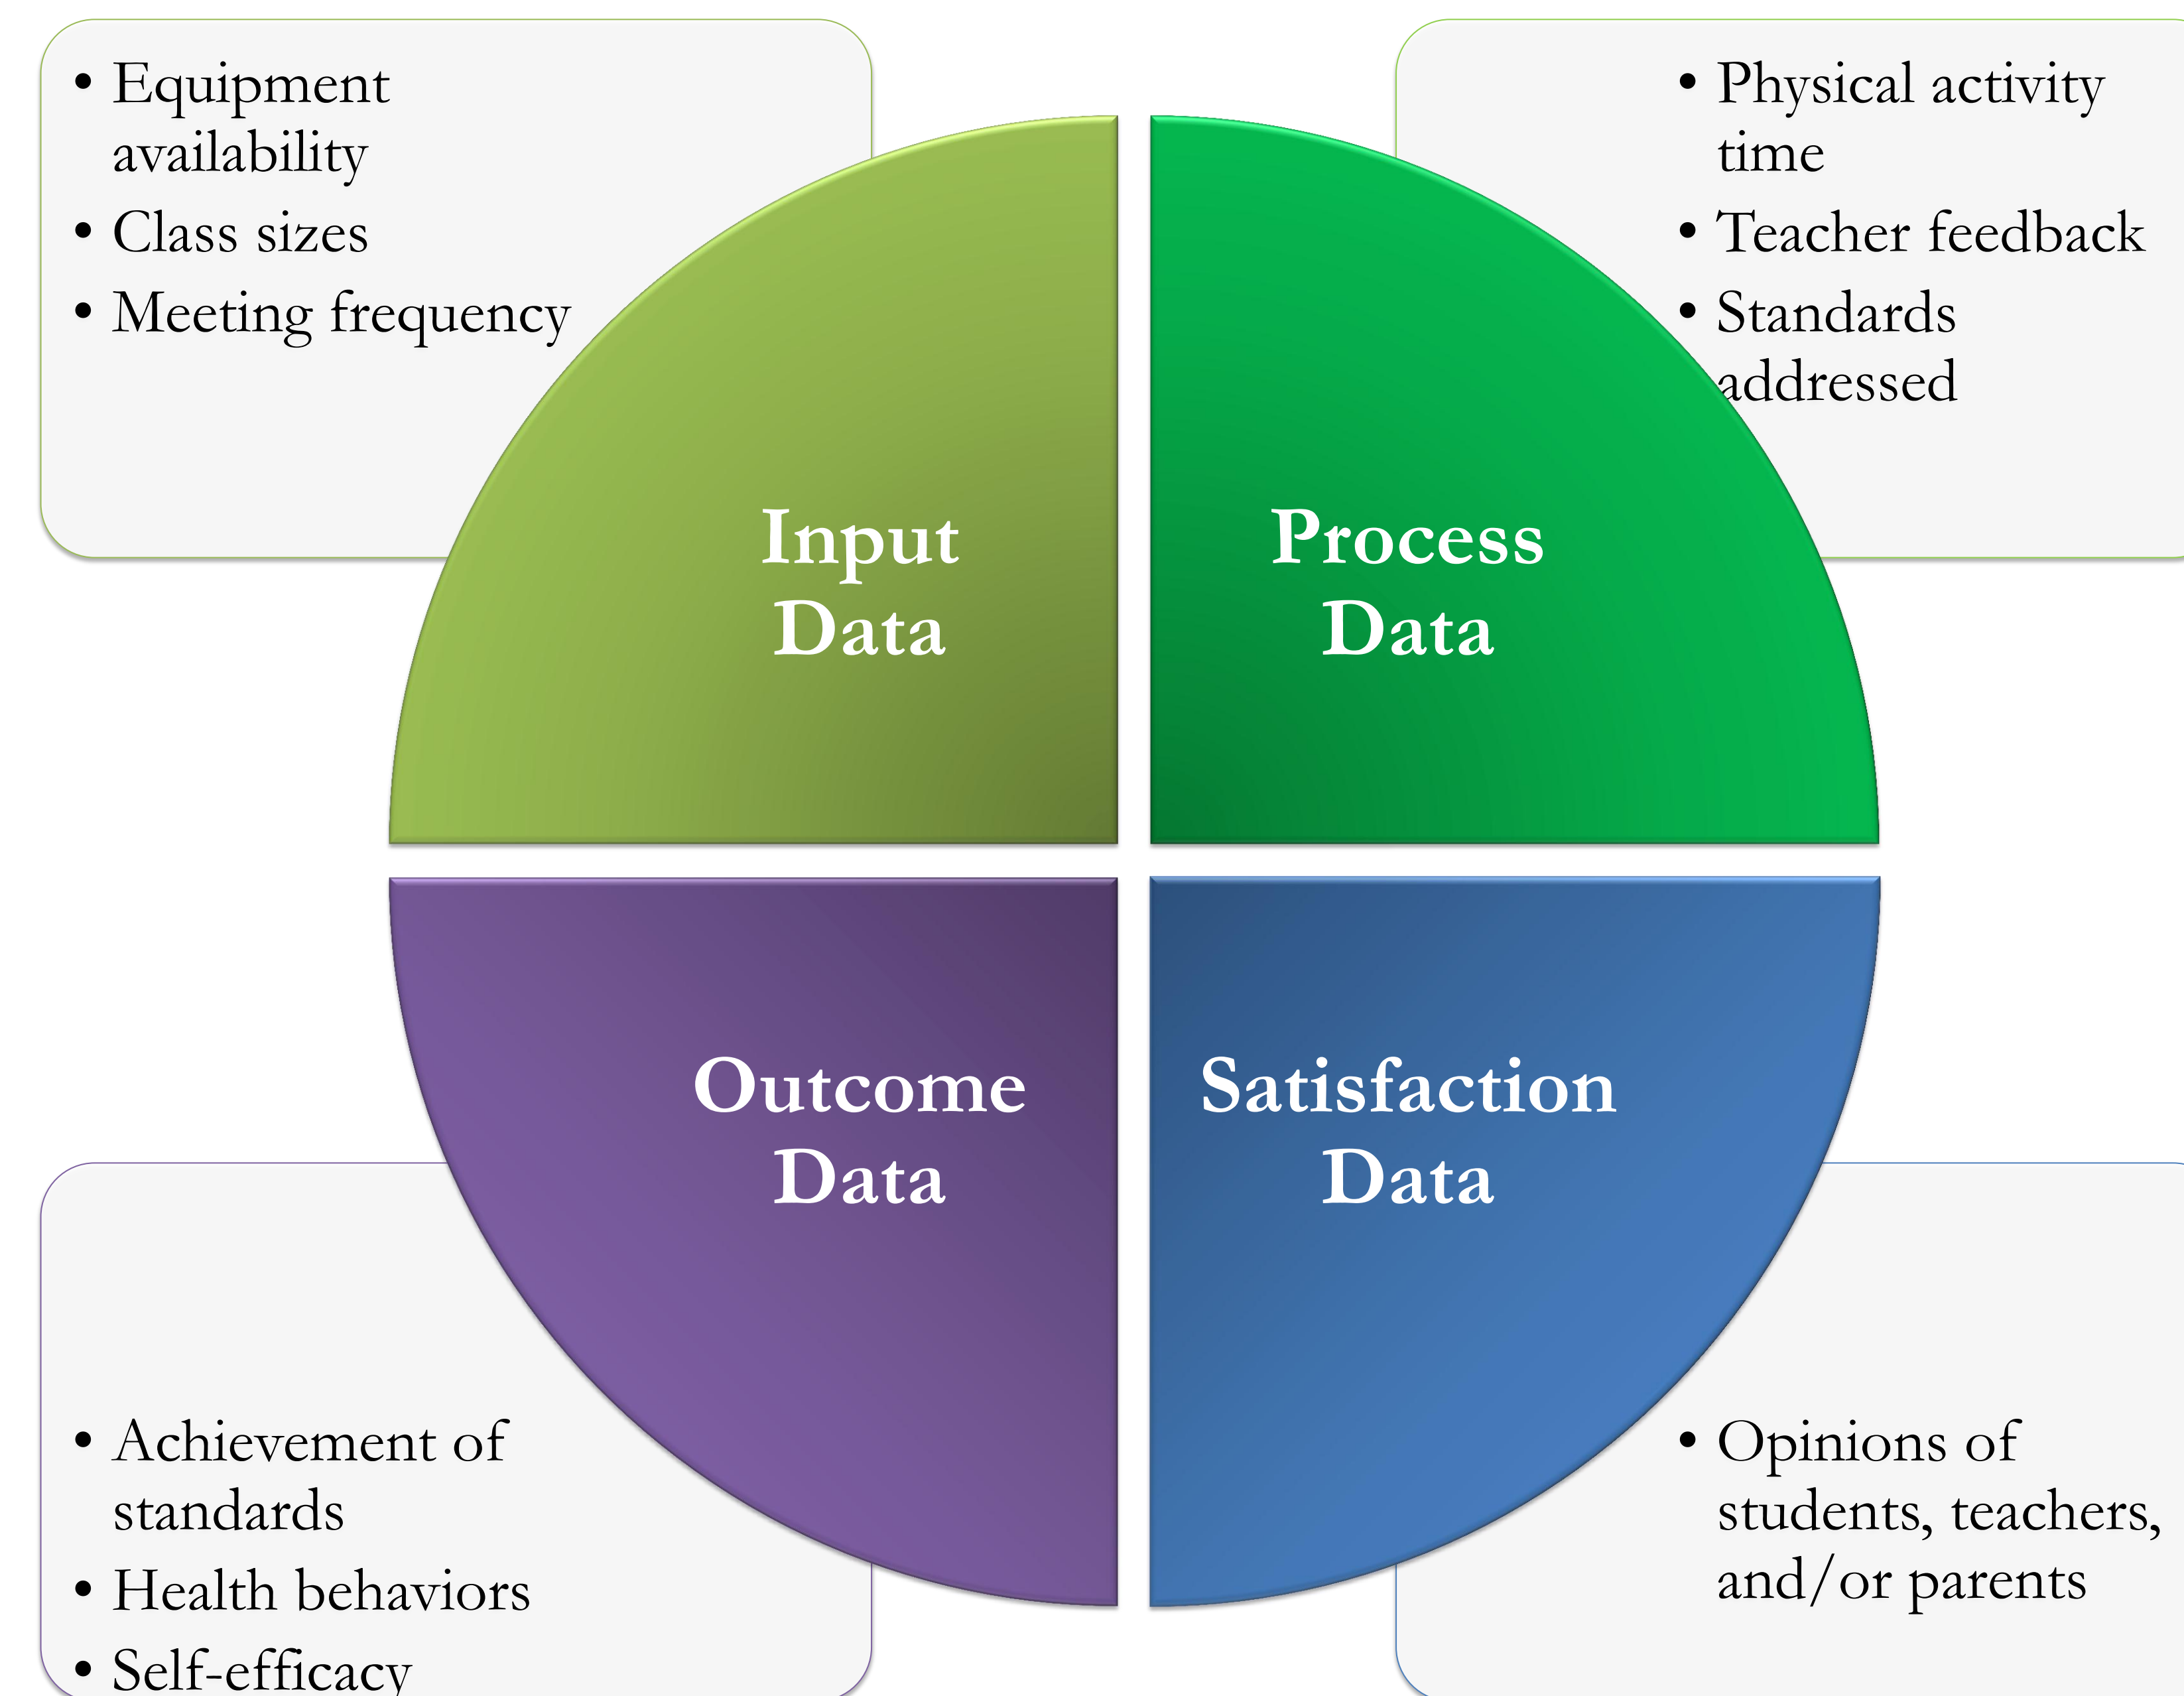 • Equipment
availability
• Class sizes
• Meeting frequency
• Physical activity
time
• Teacher feedback
• Standards
addressed
Input
Data
Process
Data
Outcome
Data
Satisfaction
Data
• Achievement of
standards
• Health behaviors
• Self-efficacy
• Opinions of
students, teachers,
and/or parents